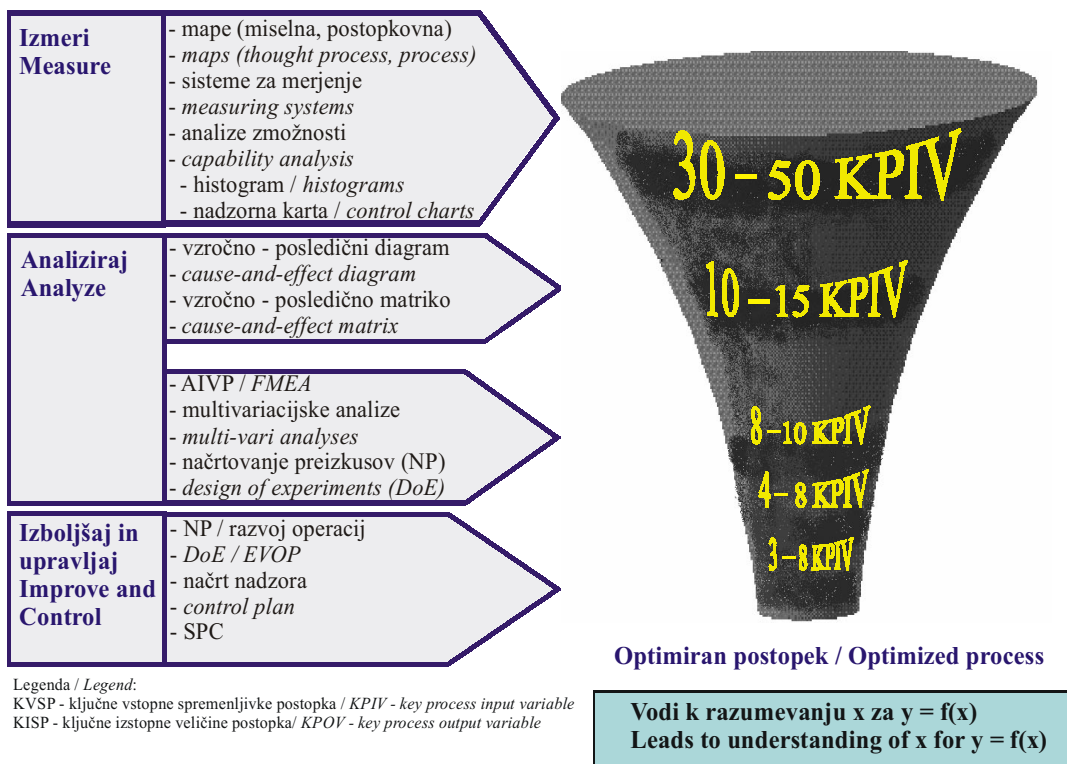 Izmeri
Measure
- mape (miselna, postopkovna)
- maps (thought process, process)
- sisteme za merjenje
- measuring systems
- analize zmožnosti
- capability analysis
- histogram / histograms
- nadzorna karta / control charts
Analiziraj
Analyze
- vzročno - posledični diagram
- cause-and-effect diagram
- vzročno - posledično matriko
- cause-and-effect matrix
- AIVP / FMEA
- multivariacijske analize
- multi-vari analyses
- načrtovanje preizkusov (NP)
- design of experiments (DoE)
Izboljšaj in
upravljaj
Improve and
Control
- NP / razvoj operacij
- DoE / EVOP
- načrt nadzora
- control plan
- SPC
30 – 50 KPIV
10 – 15 KPIV
8 – 10 KPIV
4 – 8 KPIV
3 – 8 KPIV
Optimiran postopek / Optimized process
Legenda / Legend:
KVSP - ključne vstopne spremenljivke postopka / KPIV - key process input variable
KISP - ključne izstopne veličine postopka/ KPOV - key process output variable
Vodi k razumevanju x za y = f(x)
Leads to understanding of x for y = f(x)